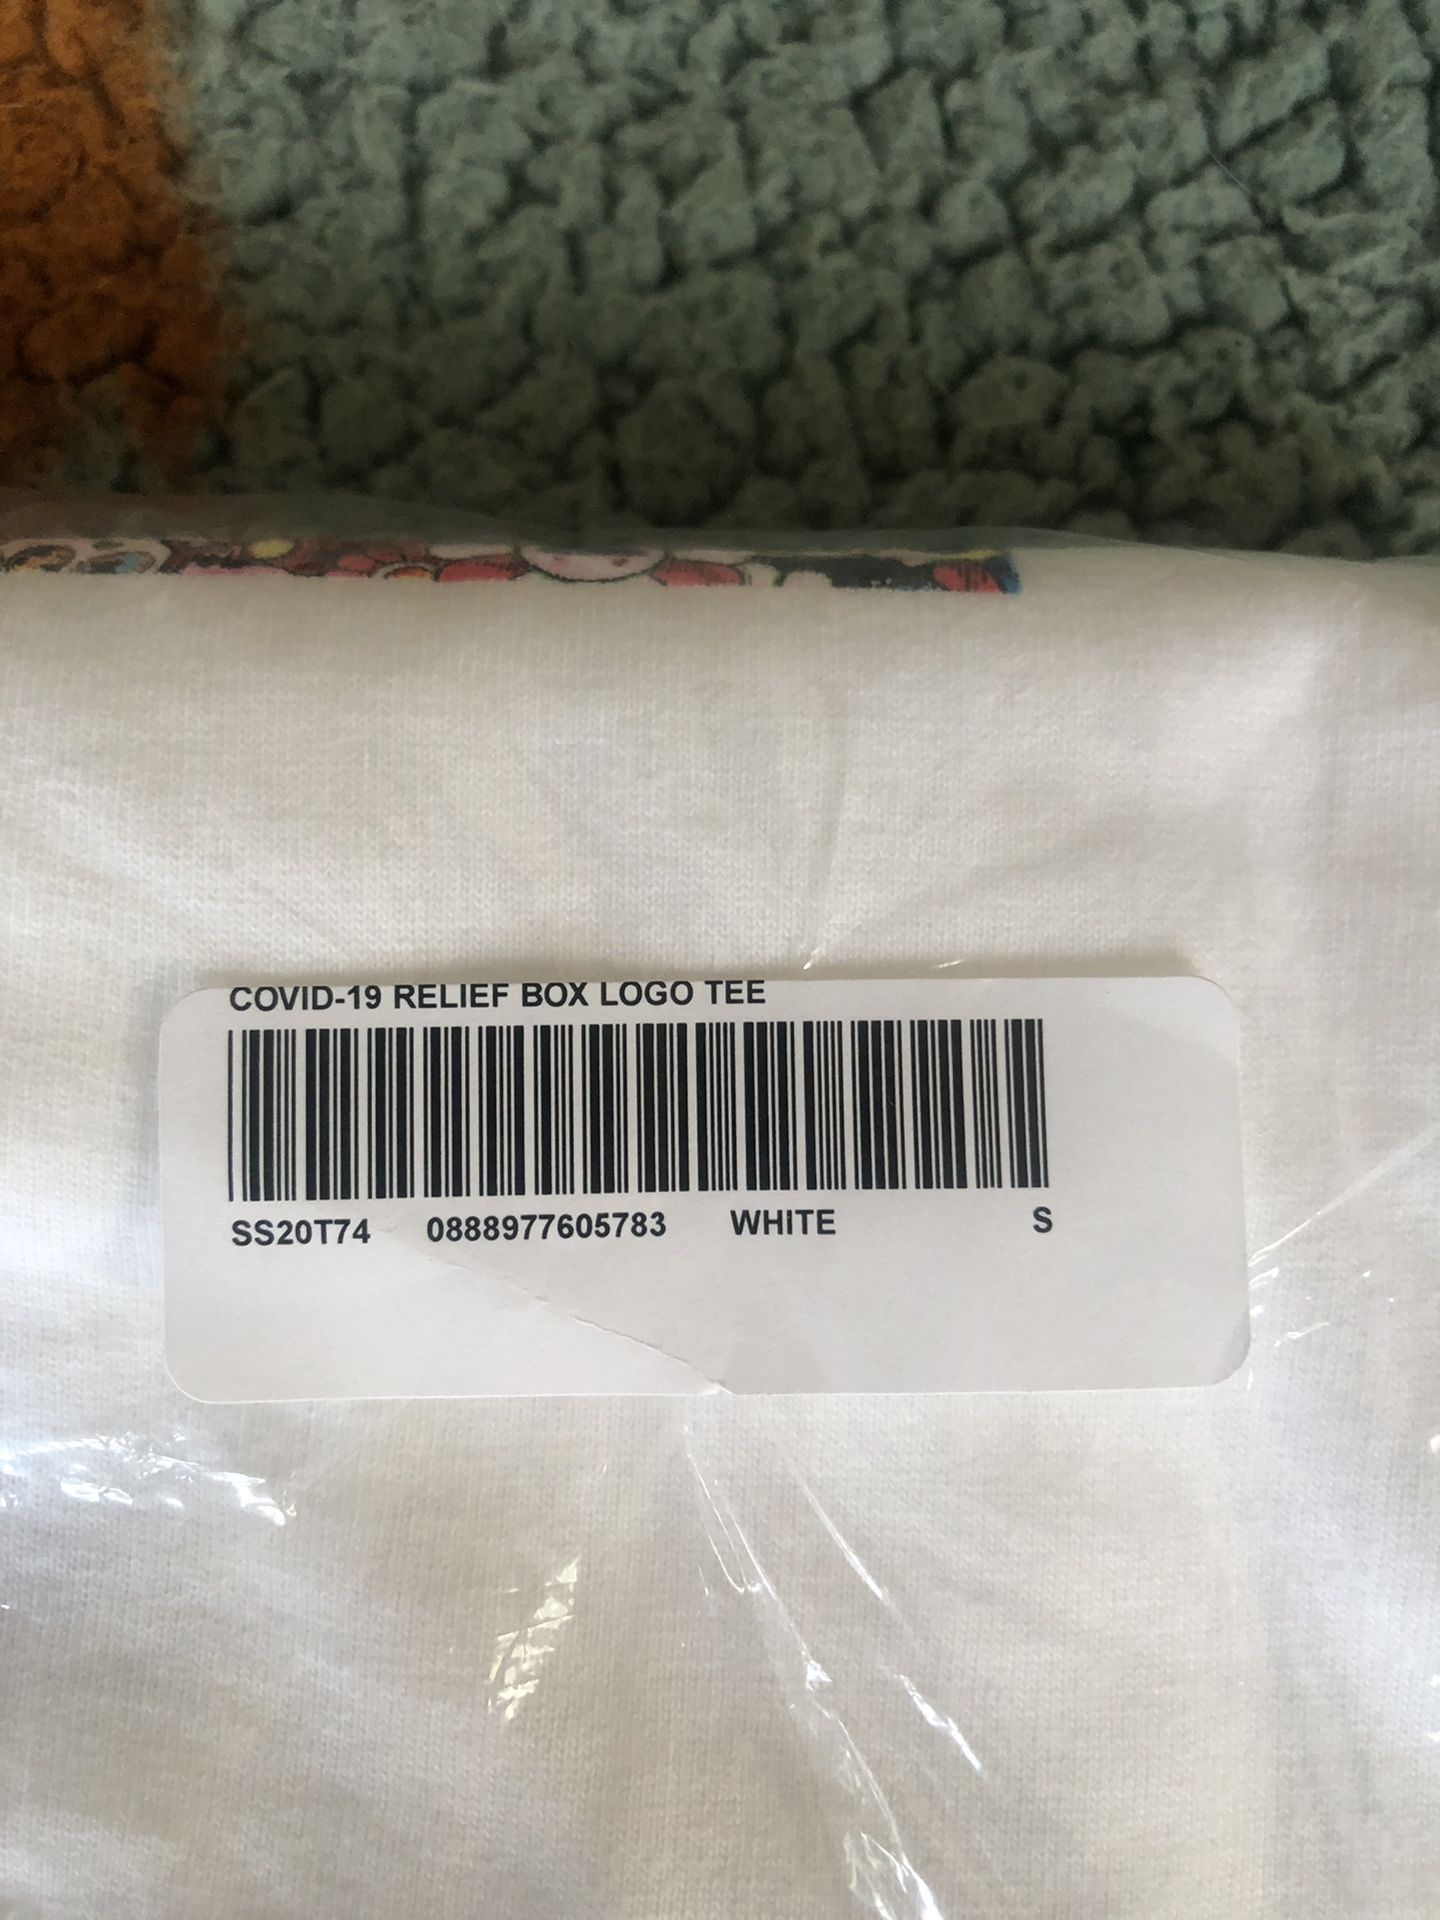 COVID-19 RELIEF BOX LOGO TEE
SS20T74 0888977605783 WHITE S